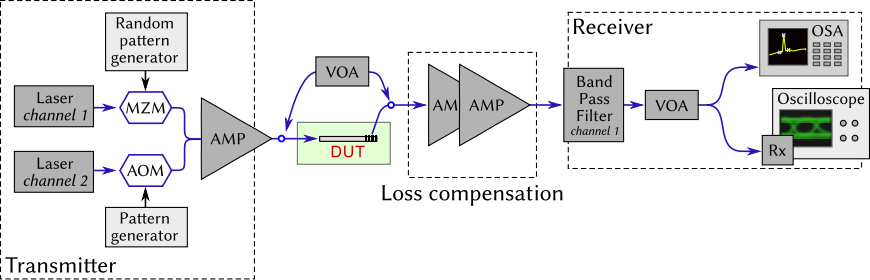 Random
pattern
generator
Laser
channel 1
MZM
AMP
Laser
channel 2
AOM
Pattern
generator
Transmitter
VOA
DUT
AM
AMP
Loss compensation
Receiver
Band
Pass
Filter
channel 1
VOA
OSA
Oscilloscope
Rx